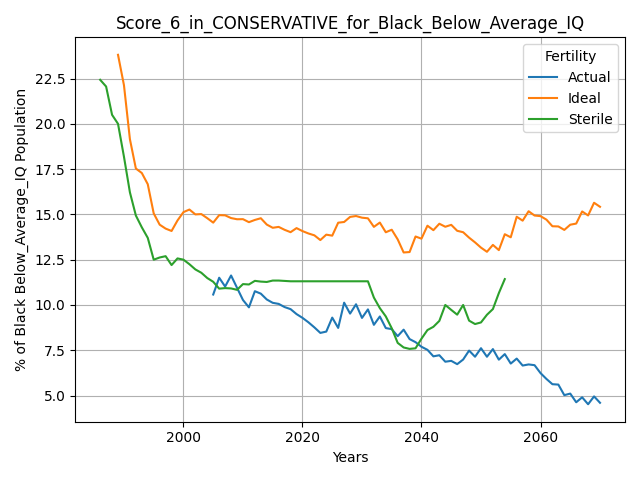 Score_6_in_CONSERVATIVE_for_Black_Below_Average_IQ
Fertility
Actual
Ideal
Sterile
% of Black Below_Average_IQ Population
22.5
20.0
17.5
15.0
12.5
10.0
7.5
5.0
2000
2020
2040
2060
Years